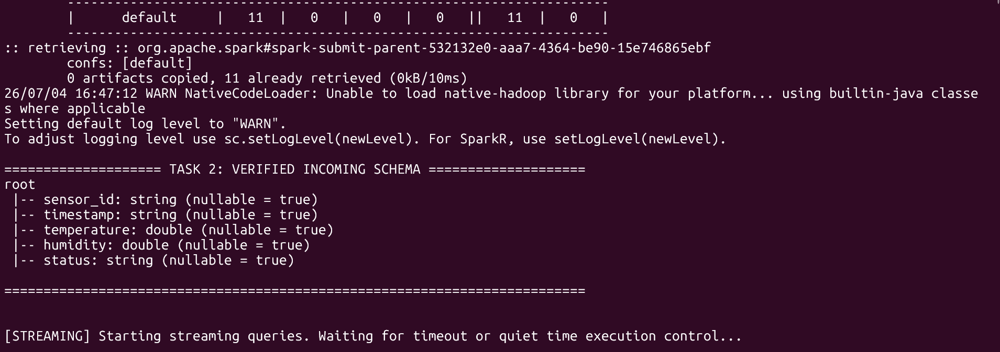 ---------------------------------------------------------------------
|      default     |   11  |   0   |   0   |   0   ||   11  |   0   |
---------------------------------------------------------------------
:: retrieving :: org.apache.spark#spark-submit-parent-532132e0-aaa7-4364-be90-15e746865ebf
confs: [default]
0 artifacts copied, 11 already retrieved (0kB/10ms)
26/07/04 16:47:12 WARN NativeCodeLoader: Unable to load native-hadoop library for your platform... using builtin-java classe
s where applicable
Setting default log level to "WARN".
To adjust logging level use sc.setLogLevel(newLevel). For SparkR, use setLogLevel(newLevel).
==================== TASK 2: VERIFIED INCOMING SCHEMA ====================
root
 |-- sensor_id: string (nullable = true)
 |-- timestamp: string (nullable = true)
 |-- temperature: double (nullable = true)
 |-- humidity: double (nullable = true)
 |-- status: string (nullable = true)
==========================================================================
[STREAMING] Starting streaming queries. Waiting for timeout or quiet time execution control...